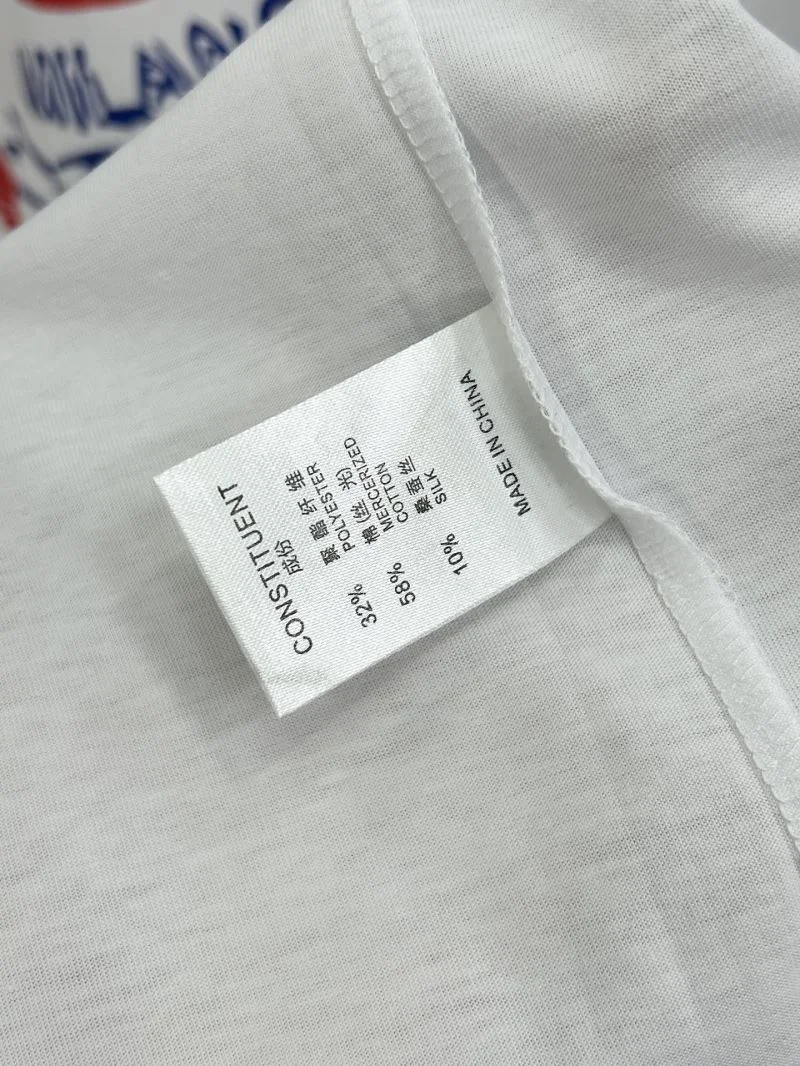 CONSTITUENT
成份
聚酯纤维
32% POLYESTER
棉(丝光)
58% MERCERIZED
COTTON
桑蚕丝
10% SILK
MADE IN CHINA